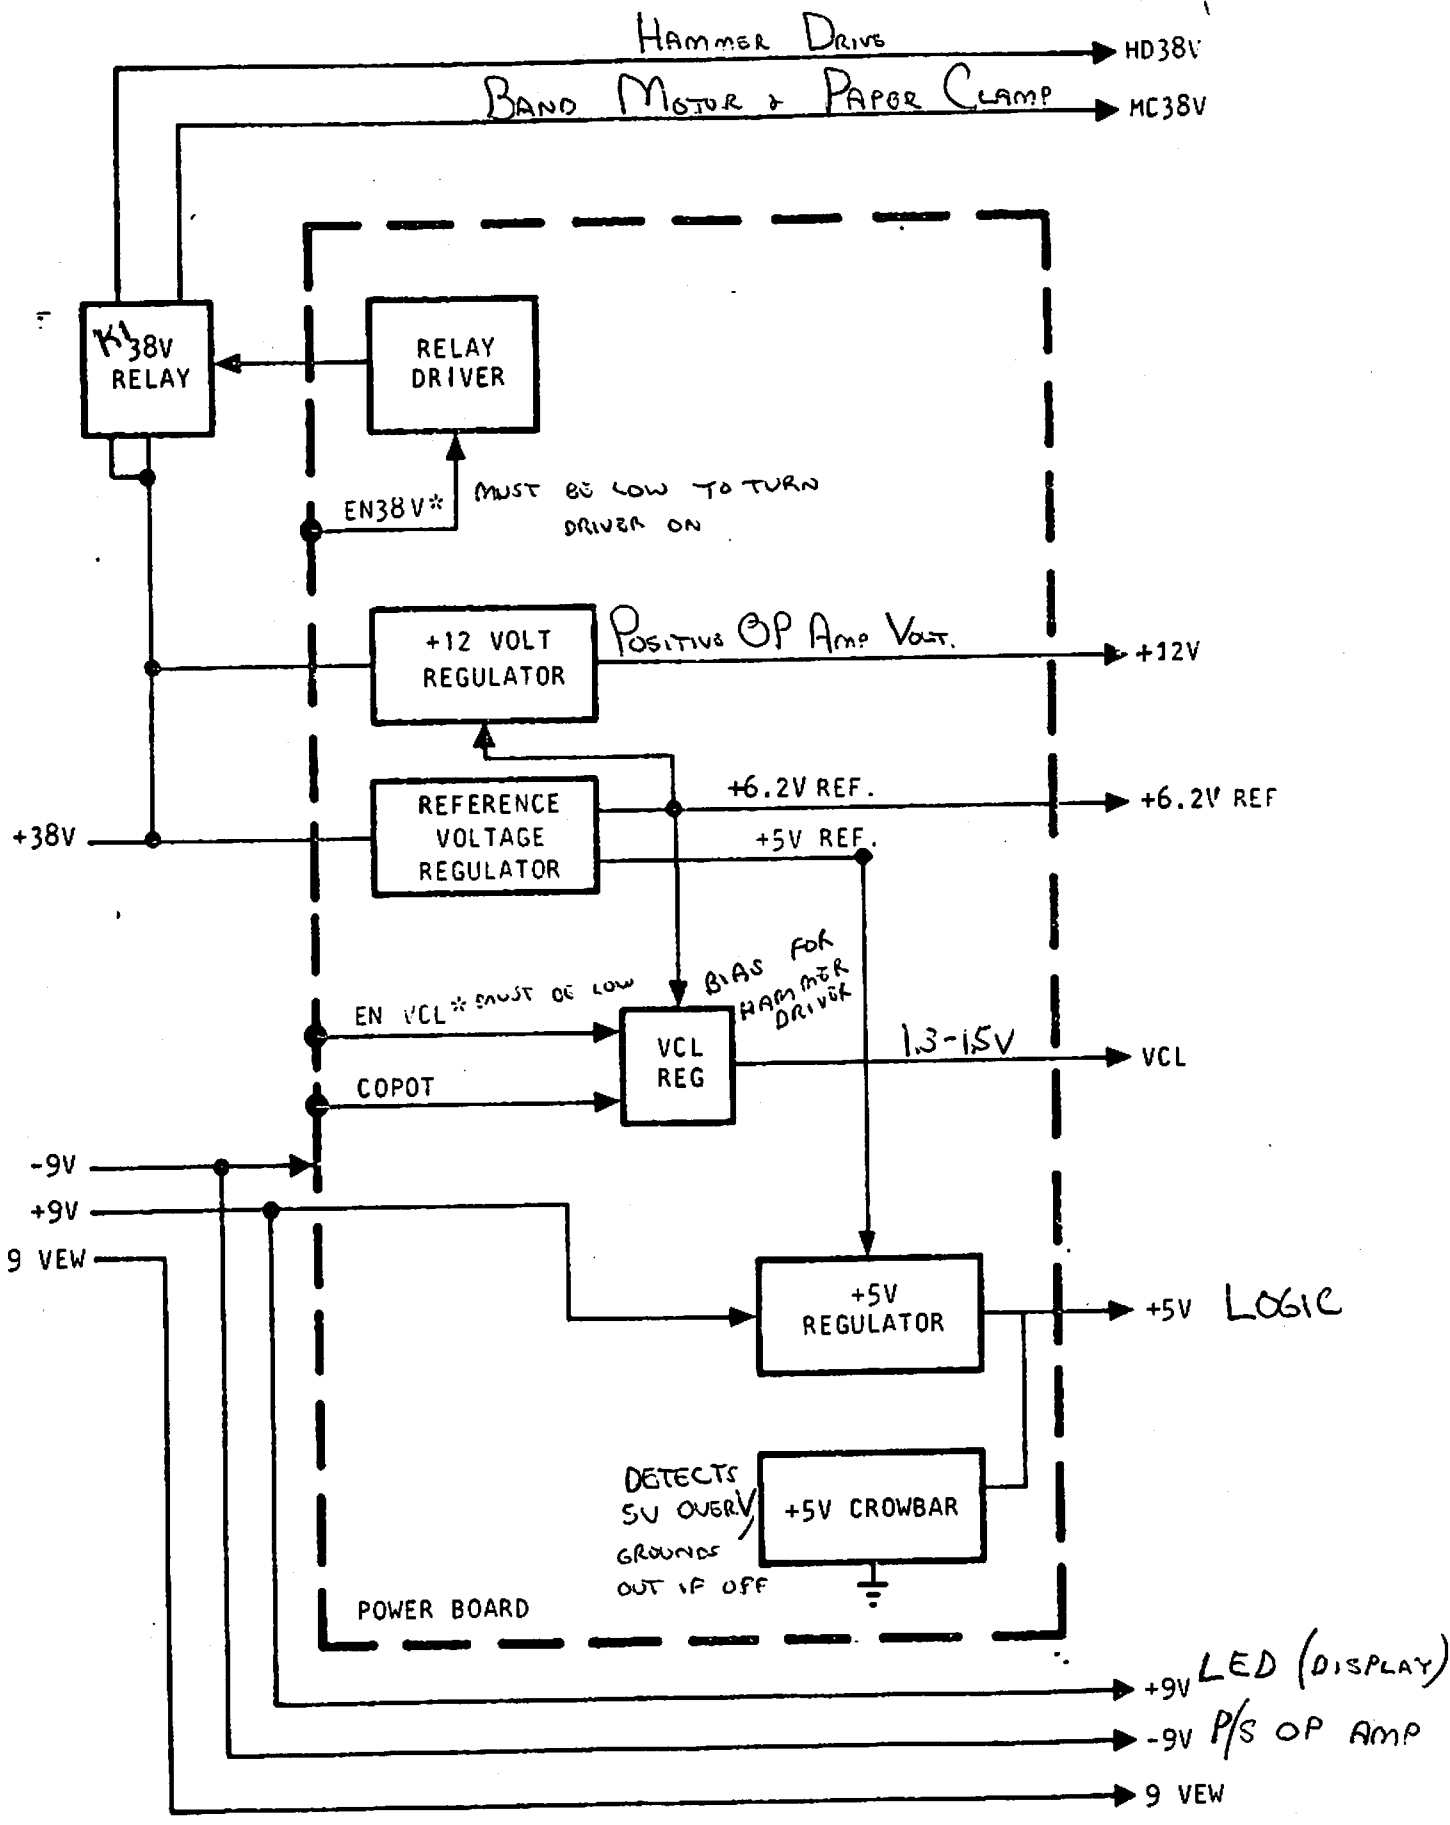 HAMMER DRIVE
HD38V
BAND MOTOR & PAPER CLAMP
MC38V
K1
38V
RELAY
RELAY
DRIVER
EN38V*
MUST BE LOW TO TURN
DRIVER ON
+12 VOLT
REGULATOR
POSITIVE OP AMP VOLT.
+12V
REFERENCE
VOLTAGE
REGULATOR
+6.2V REF.
+6.2V REF
+38V
+5V REF.
BIAS FOR
HAMMER
DRIVER
EN VCL*
MUST BE LOW
VCL
REG
1.3-1.5V
VCL
COPOT
-9V
+9V
9 VEW
+5V
REGULATOR
+5V LOGIC
DETECTS
5V OVERV,
GROUNDS
OUT IF OFF
+5V CROWBAR
POWER BOARD
+9V LED (DISPLAY)
-9V P/S OP AMP
9 VEW